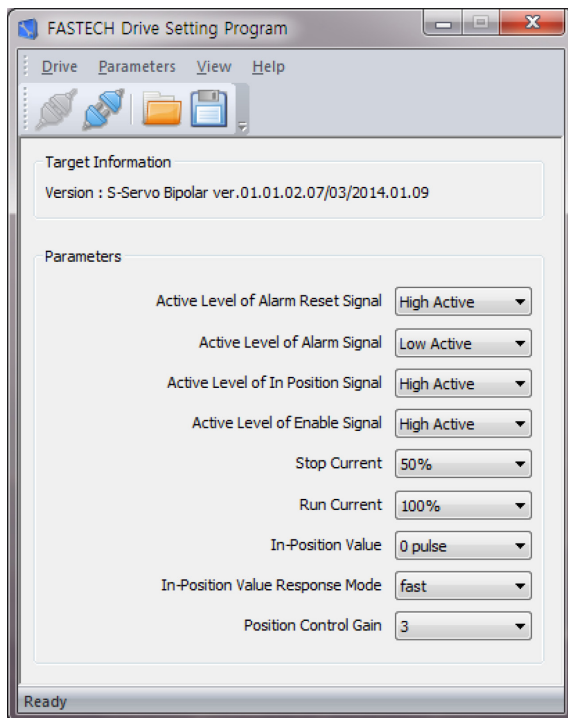 FASTECH Drive Setting Program
Drive Parameters View Help
Target Information
Version : S-Servo Bipolar ver.01.01.02.07/03/2014.01.09
Parameters
Active Level of Alarm Reset Signal High Active
Active Level of Alarm Signal Low Active
Active Level of In Position Signal High Active
Active Level of Enable Signal High Active
Stop Current 50%
Run Current 100%
In-Position Value 0 pulse
In-Position Value Response Mode fast
Position Control Gain 3
Ready